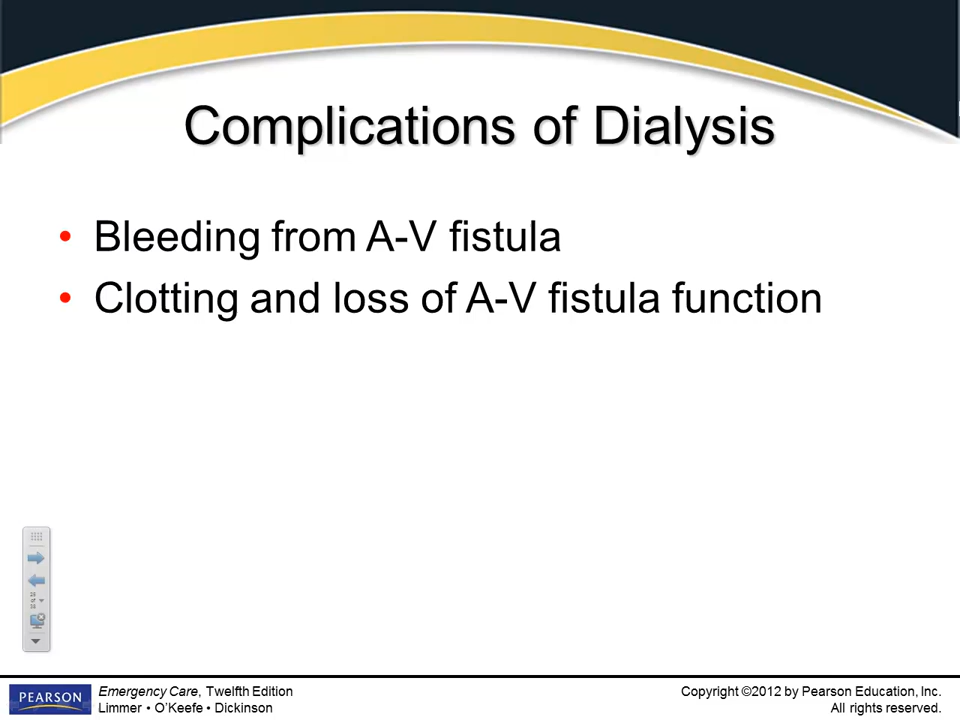 Complications of Dialysis
• Bleeding from A-V fistula
• Clotting and loss of A-V fistula function
of
PEARSON
Emergency Care, Twelfth Edition
Limmer • O’Keefe • Dickinson
Copyright ©2012 by Pearson Education, Inc.
All rights reserved.